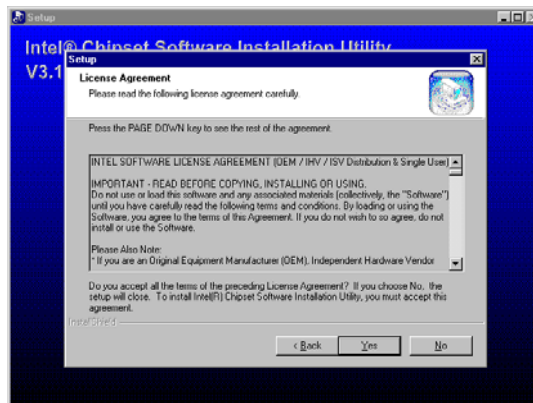 Setup
Intel® Chipset Software Installation Utility
V3.1
Setup
License Agreement
Please read the following license agreement carefully.
Press the PAGE DOWN key to see the rest of the agreement.
INTEL SOFTWARE LICENSE AGREEMENT (OEM / IHV / ISV Distribution & Single User)
IMPORTANT - READ BEFORE COPYING, INSTALLING OR USING.
Do not use or load this software and any associated materials (collectively, the "Software")
until you have carefully read the following terms and conditions. By loading or using the
Software, you agree to the terms of this Agreement. If you do not wish to so agree, do not
install or use the Software.
Please Also Note:
* If you are an Original Equipment Manufacturer (OEM), Independent Hardware Vendor
Do you accept all the terms of the preceding License Agreement? If you choose No, the
setup will close. To install Intel(R) Chipset Software Installation Utility, you must accept this
agreement.
InstallShield
< Back Yes No